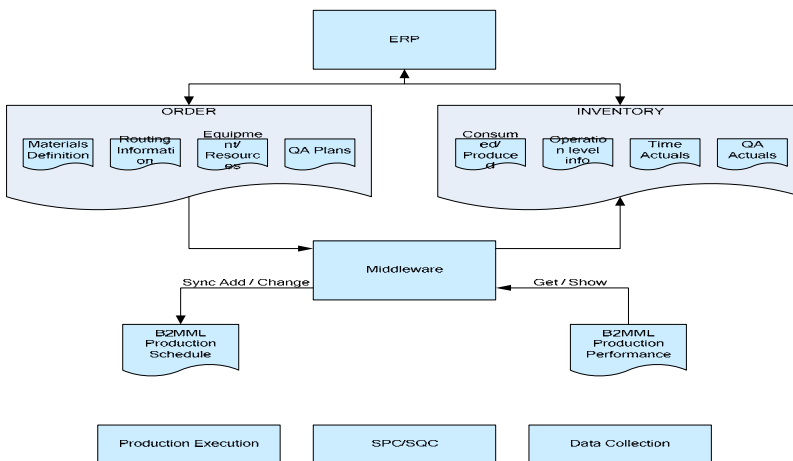 ERP
ORDER
INVENTORY
Materials
Definition
Routing
Informati
on
Equipme
nt/
Resourc
es
QA Plans
Consum
ed/
Produce
d
Operatio
n level
info
Time
Actuals
QA
Actuals
Middleware
Sync Add / Change
Get / Show
B2MML
Production
Schedule
B2MML
Production
Performance
Production Execution
SPC/SQC
Data Collection